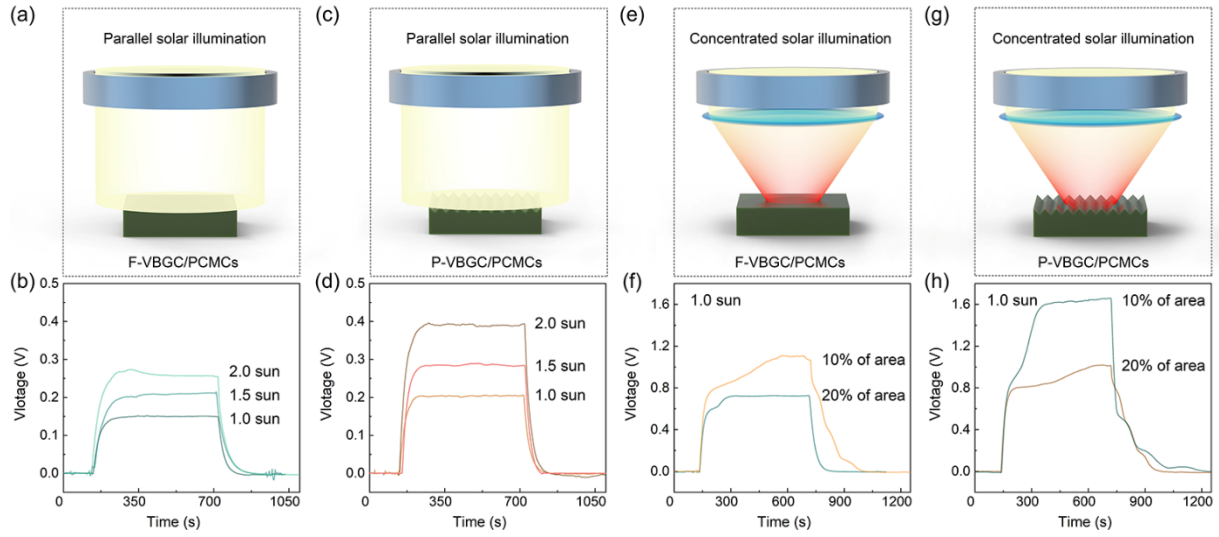 (a)
Parallel solar illumination
F-VBGC/PCMCs
(c)
Parallel solar illumination
P-VBGC/PCMCs
(e)
Concentrated solar illumination
F-VBGC/PCMCs
(g)
Concentrated solar illumination
P-VBGC/PCMCs
(b)
Vlotage (V)
0.5
0.4
0.3
0.2
0.1
0.0
2.0 sun
1.5 sun
1.0 sun
0 350 700 1050
Time (s)
(d)
Vlotage (V)
0.5
0.4
0.3
0.2
0.1
0.0
2.0 sun
1.5 sun
1.0 sun
0 350 700 1050
Time (s)
(f)
Vlotage (V)
1.6
1.2
0.8
0.4
0.0
1.0 sun
10% of area
20% of area
0 300 600 900 1200
Time (s)
(h)
Vlotage (V)
1.6
1.2
0.8
0.4
0.0
1.0 sun
10% of area
20% of area
0 300 600 900 1200
Time (s)